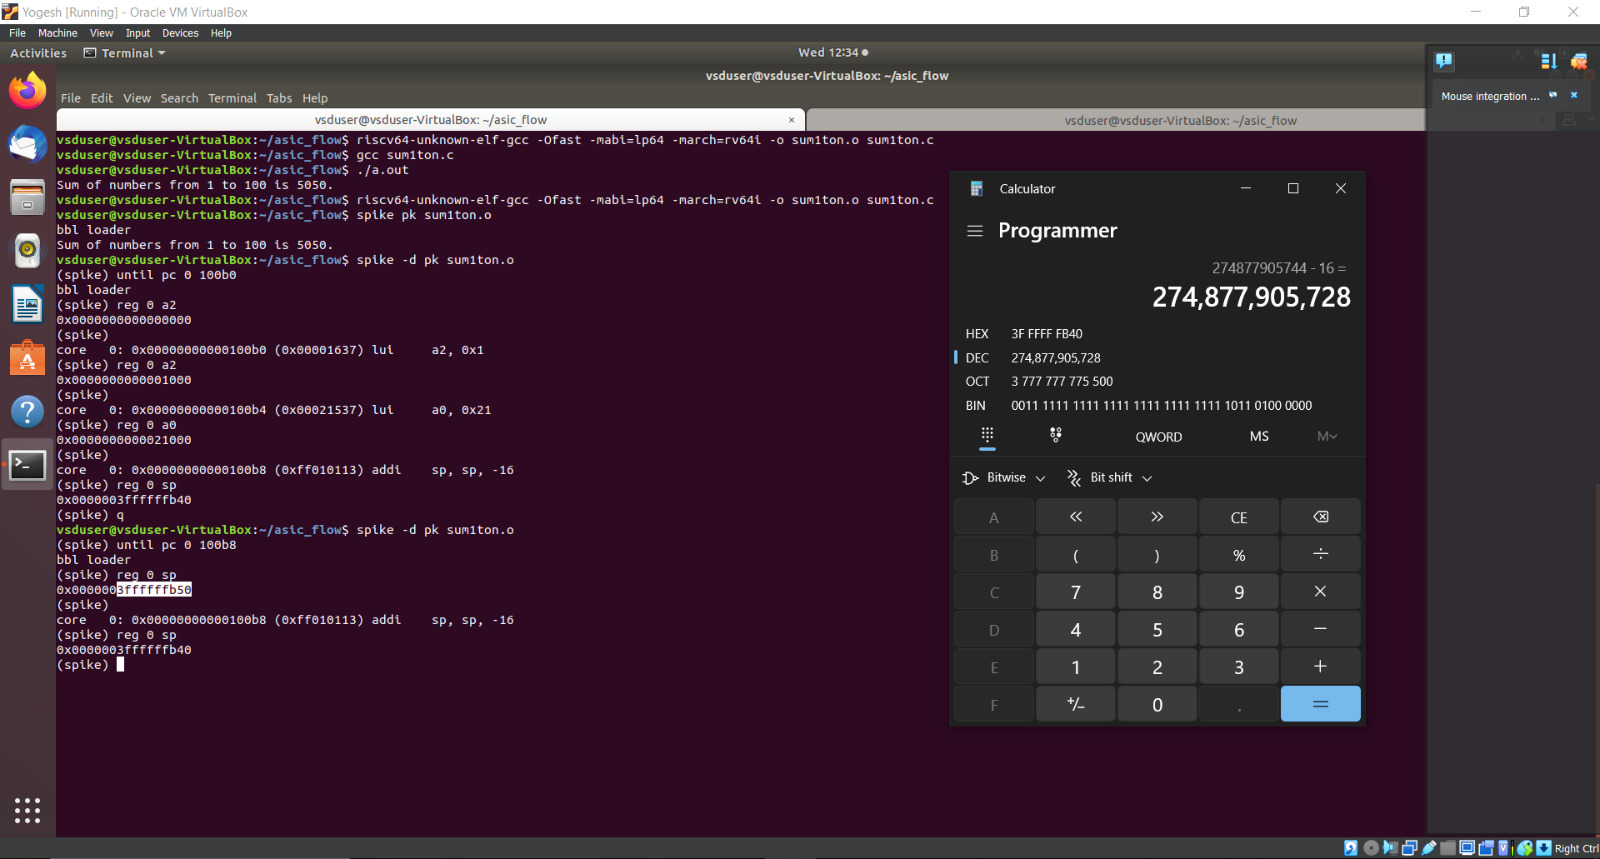 Yogesh [Running] - Oracle VM VirtualBox
File Machine View Input Devices Help
Activities Terminal Wed 12:34
vsduser@vsduser-VirtualBox: ~/asic_flow
File Edit View Search Terminal Tabs Help
vsduser@vsduser-VirtualBox: ~/asic_flow × vsduser@vsduser-VirtualBox: ~/asic_flow
vsduser@vsduser-VirtualBox:~/asic_flow$ riscv64-unknown-elf-gcc -Ofast -mabi=lp64 -march=rv64i -o sum1ton.o sum1ton.c
vsduser@vsduser-VirtualBox:~/asic_flow$ gcc sum1ton.c
vsduser@vsduser-VirtualBox:~/asic_flow$ ./a.out
Sum of numbers from 1 to 100 is 5050.
vsduser@vsduser-VirtualBox:~/asic_flow$ riscv64-unknown-elf-gcc -Ofast -mabi=lp64 -march=rv64i -o sum1ton.o sum1ton.c
vsduser@vsduser-VirtualBox:~/asic_flow$ spike pk sum1ton.o
bbl loader
Sum of numbers from 1 to 100 is 5050.
vsduser@vsduser-VirtualBox:~/asic_flow$ spike -d pk sum1ton.o
(spike) until pc 0 100b0
bbl loader
(spike) reg 0 a2
0x0000000000000000
(spike)
core 0: 0x00000000000100b0 (0x00001637) lui a2, 0x1
(spike) reg 0 a2
0x0000000000001000
(spike)
core 0: 0x00000000000100b4 (0x00021537) lui a0, 0x21
(spike) reg 0 a0
0x0000000000021000
(spike)
core 0: 0x00000000000100b8 (0xff010113) addi sp, sp, -16
(spike) reg 0 sp
0x0000003ffffffb40
(spike) q
vsduser@vsduser-VirtualBox:~/asic_flow$ spike -d pk sum1ton.o
(spike) until pc 0 100b8
bbl loader
(spike) reg 0 sp
0x0000003ffffffb50
(spike)
core 0: 0x00000000000100b8 (0xff010113) addi sp, sp, -16
(spike) reg 0 sp
0x0000003ffffffb40
(spike)
Mouse integration ...
Calculator
Programmer
274877905744 - 16 =
274,877,905,728
HEX 3F FFFF FB40
DEC 274,877,905,728
OCT 3 777 777 775 500
BIN 0011 1111 1111 1111 1111 1111 1111 1011 0100 0000
QWORD MS M
Bitwise Bit shift
A << >> CE
B ( ) % ÷
C 7 8 9 ×
D 4 5 6 −
E 1 2 3 +
F +/− 0 . =
Right Ctrl